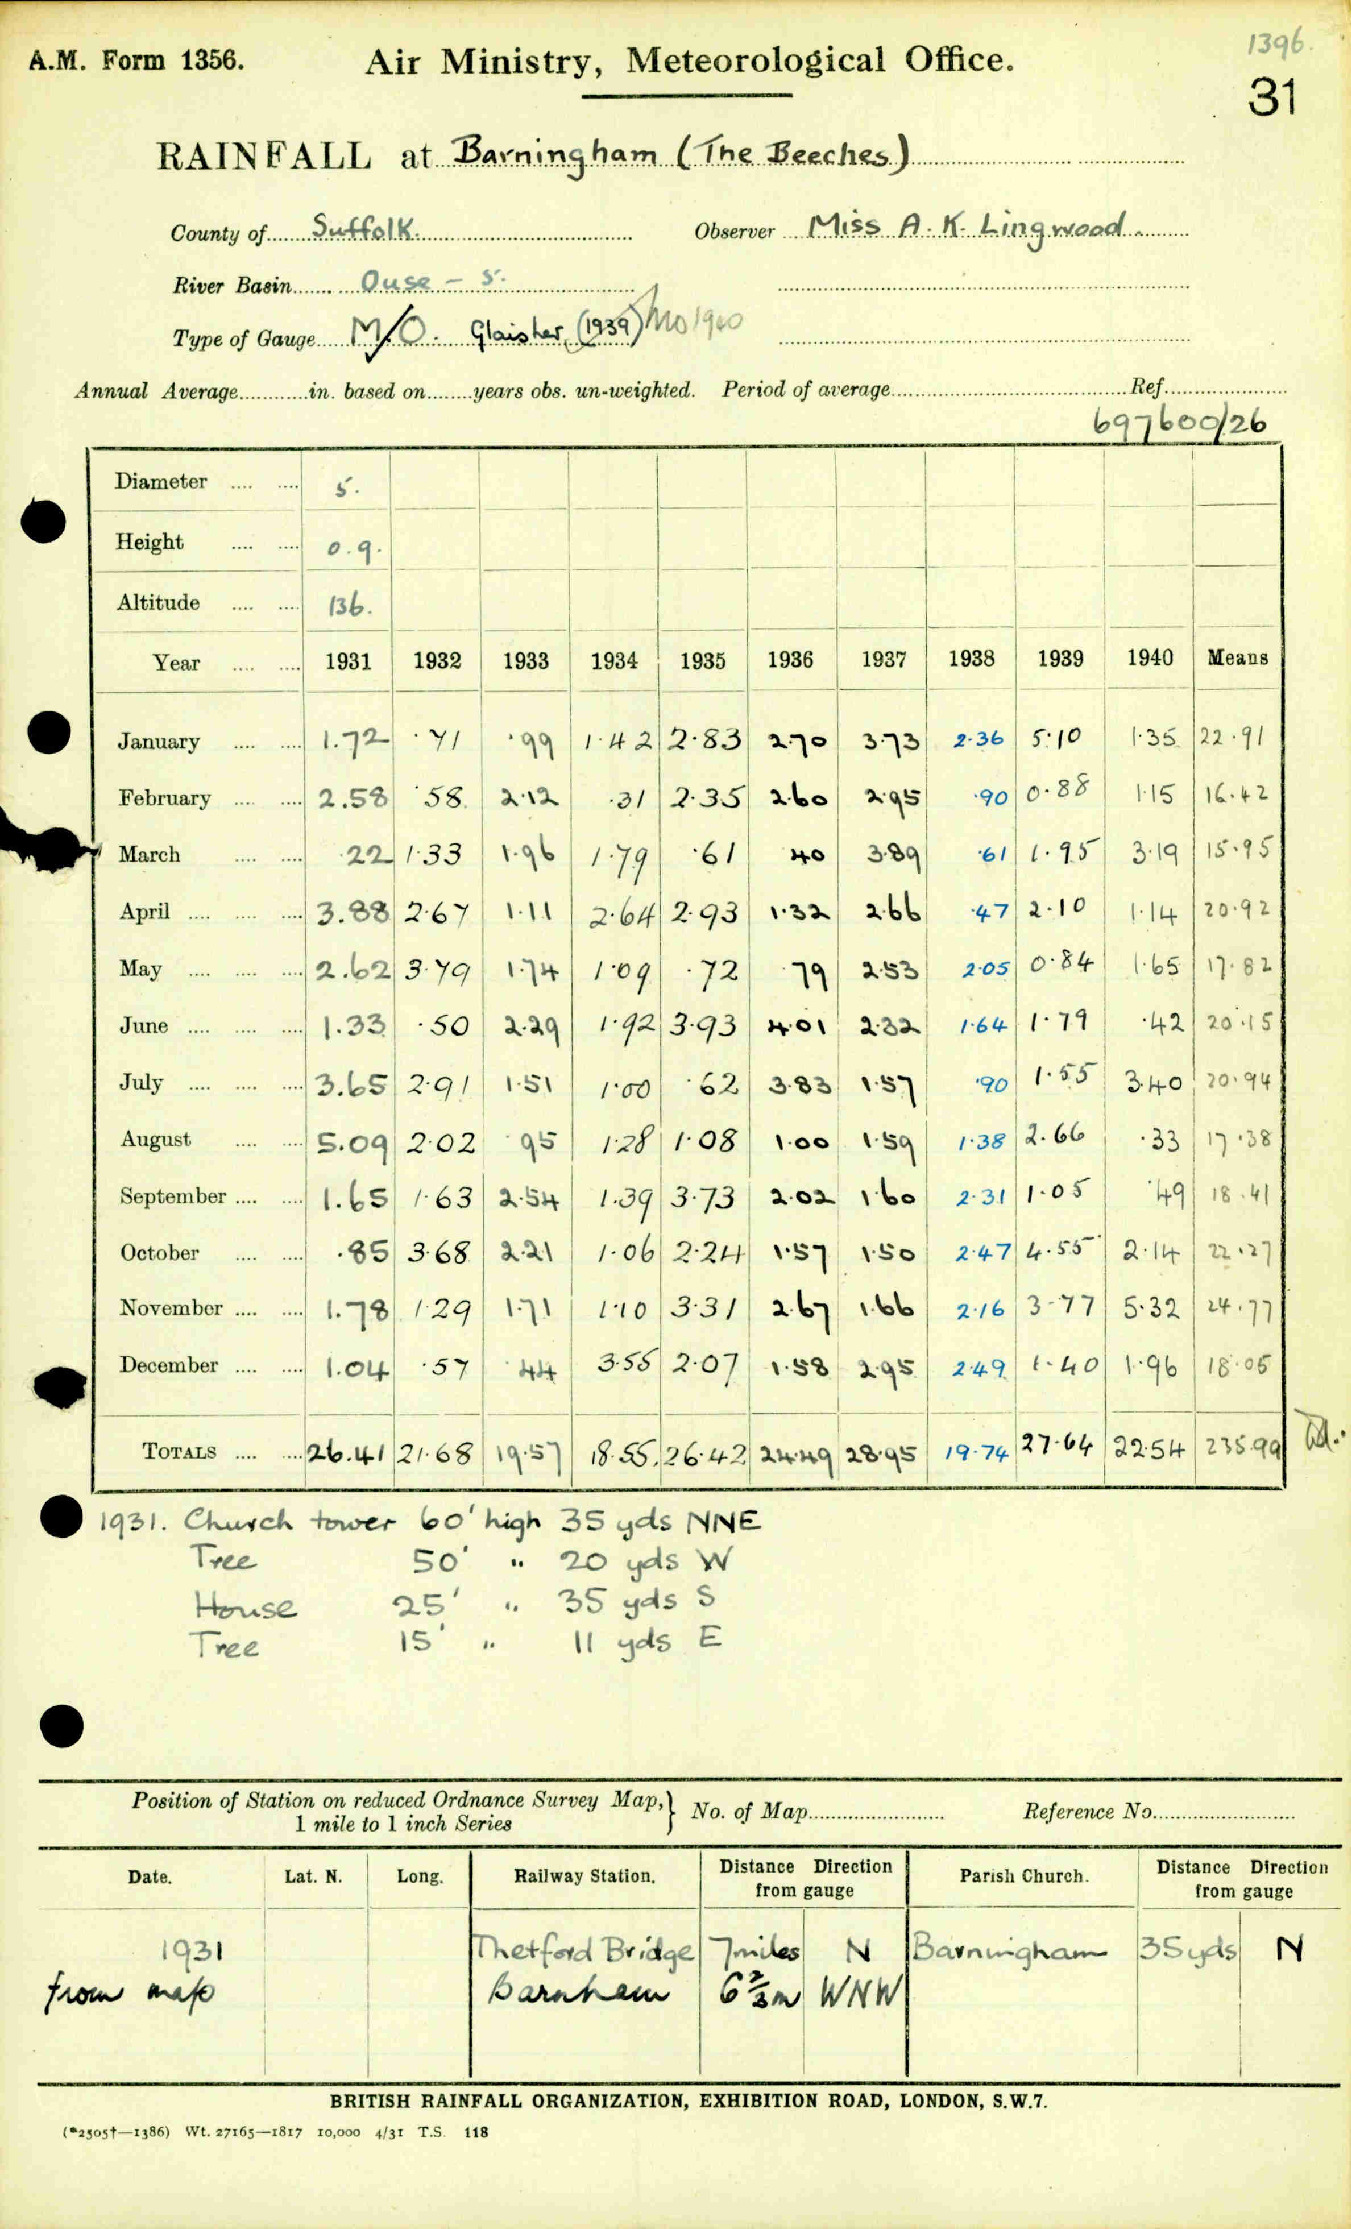 1396.
A.M. Form 1356. Air Ministry, Meteorological Office.
31
RAINFALL at Barningham (The Beeches)
County of Suffolk. Observer Miss A. K. Lingwood.
River Basin Ouse – 5.
Type of Gauge M.O. Glaisher (1939) MO 1940
Annual Average in. based on years obs. un-weighted. Period of average Ref.
697600/26
Diameter 5.
Height 0.9.
Altitude 136.
Year 1931 1932 1933 1934 1935 1936 1937 1938 1939 1940 Means
January 1.72 .71 .99 1.42 2.83 2.70 3.73 2.36 5.10 1.35 22.91
February 2.58 .58 2.12 .31 2.35 2.60 2.95 .90 0.88 1.15 16.42
March .22 1.33 1.96 1.79 .61 .40 3.89 .61 1.95 3.19 15.95
April 3.88 2.67 1.11 2.64 2.93 1.32 2.66 .47 2.10 1.14 20.92
May 2.62 3.79 1.74 1.09 .72 .79 2.53 2.05 0.84 1.65 17.82
June 1.33 .50 2.29 1.92 3.93 4.01 2.32 1.64 1.79 .42 20.15
July 3.65 2.91 1.51 1.00 .62 3.83 1.57 .90 1.55 3.40 20.94
August 5.09 2.02 .95 1.28 1.08 1.00 1.59 1.38 2.66 .33 17.38
September 1.65 1.63 2.54 1.39 3.73 2.02 1.60 2.31 1.05 .49 18.41
October .85 3.68 2.21 1.06 2.24 1.57 1.50 2.47 4.55 2.14 22.27
November 1.78 1.29 1.71 1.10 3.31 2.67 1.66 2.16 3.77 5.32 24.77
December 1.04 .57 .44 3.55 2.07 1.58 2.95 2.49 1.40 1.96 18.05
TOTALS 26.41 21.68 19.57 18.55 26.42 24.49 28.95 19.74 27.64 22.54 235.99
1931. Church tower 60' high 35 yds NNE
Tree 50' " 20 yds W
House 25' " 35 yds S
Tree 15' " 11 yds E
Position of Station on reduced Ordnance Survey Map, } No. of Map Reference No.
1 mile to 1 inch Series
Date. Lat. N. Long. Railway Station. Distance Direction from gauge Parish Church. Distance Direction from gauge
1931 Thetford Bridge 7 miles N Barningham 35 yds N
from map Barnham 6 2/3 m WNW
BRITISH RAINFALL ORGANIZATION, EXHIBITION ROAD, LONDON, S.W.7.
(*2505†—1386) Wt. 27165—1817 10,000 4/31 T.S. 118